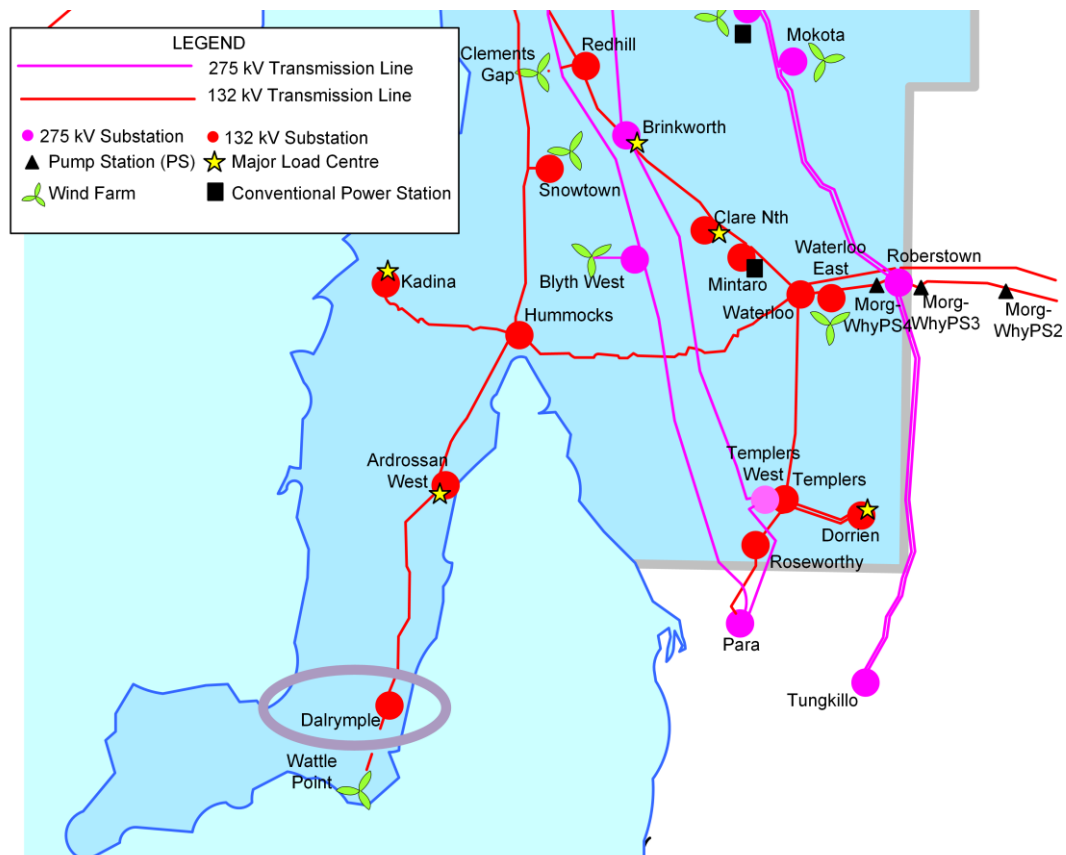 LEGEND
275 kV Transmission Line
132 kV Transmission Line
275 kV Substation
132 kV Substation
Pump Station (PS)
Major Load Centre
Wind Farm
Conventional Power Station
Clements
Gap
Redhill
Mokota
Brinkworth
Snowtown
Clare Nth
Blyth West
Mintaro
Waterloo
East
Roberstown
Kadina
Hummocks
Waterloo
Morg-
WhyPS4
Morg-
WhyPS3
Morg-
WhyPS2
Ardrossan
West
Templers
West
Templers
Dorrien
Roseworthy
Para
Tungkillo
Dalrymple
Wattle
Point